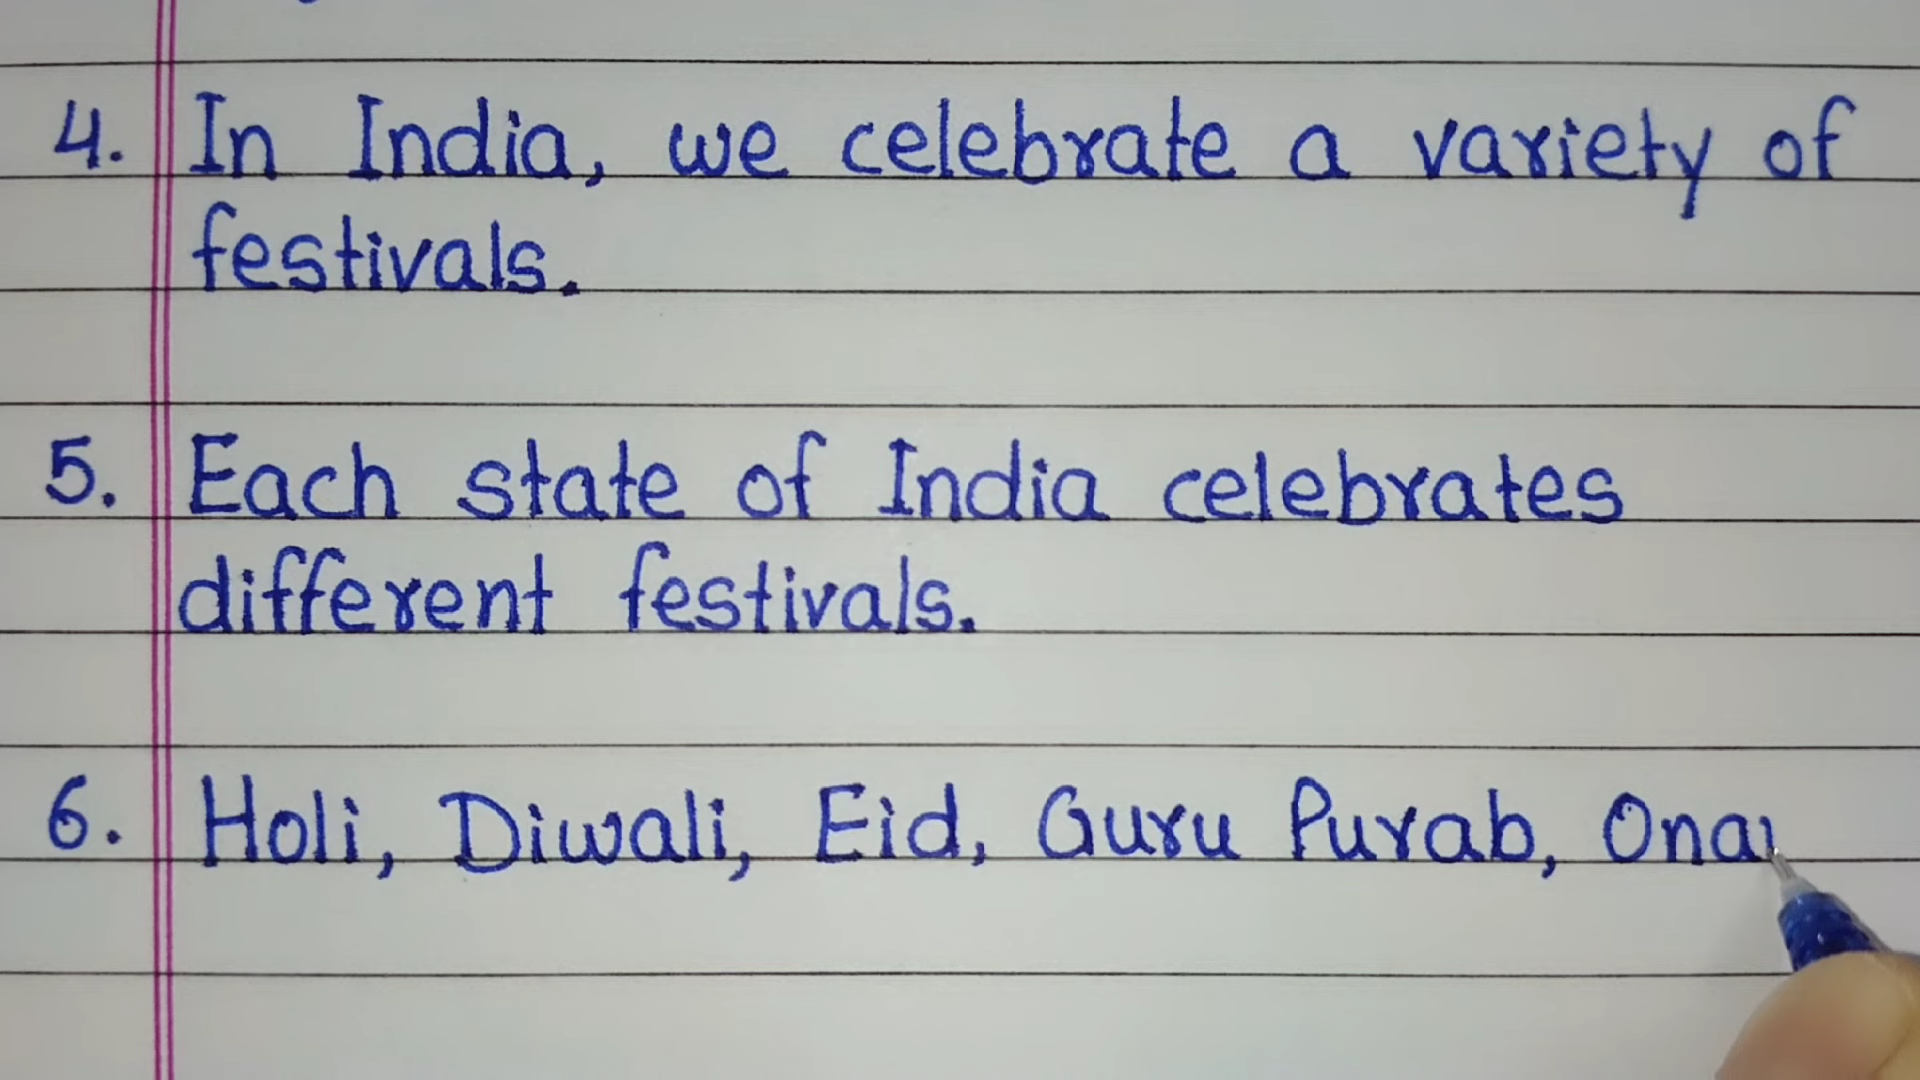 4. In India, we celebrate a variety of
festivals.
5. Each state of India celebrates
different festivals.
6. Holi, Diwali, Eid, Guru Purab,